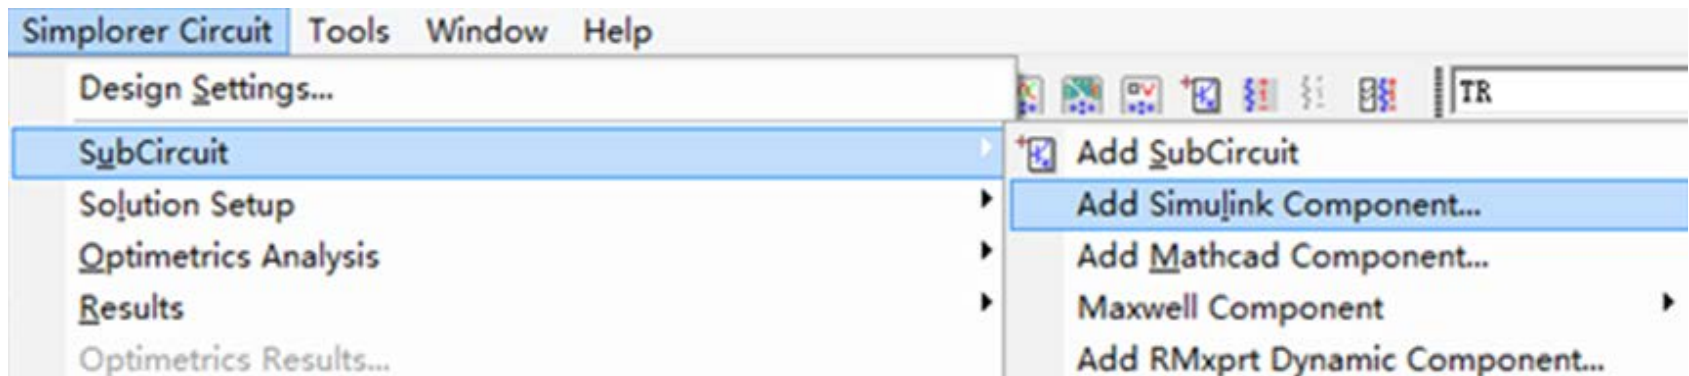 Simplorer Circuit Tools Window Help
Design Settings...
TR
SubCircuit
Add SubCircuit
Solution Setup
Add Simulink Component...
Optimetrics Analysis
Add Mathcad Component...
Results
Maxwell Component
Optimetrics Results...
Add RMxprt Dynamic Component...